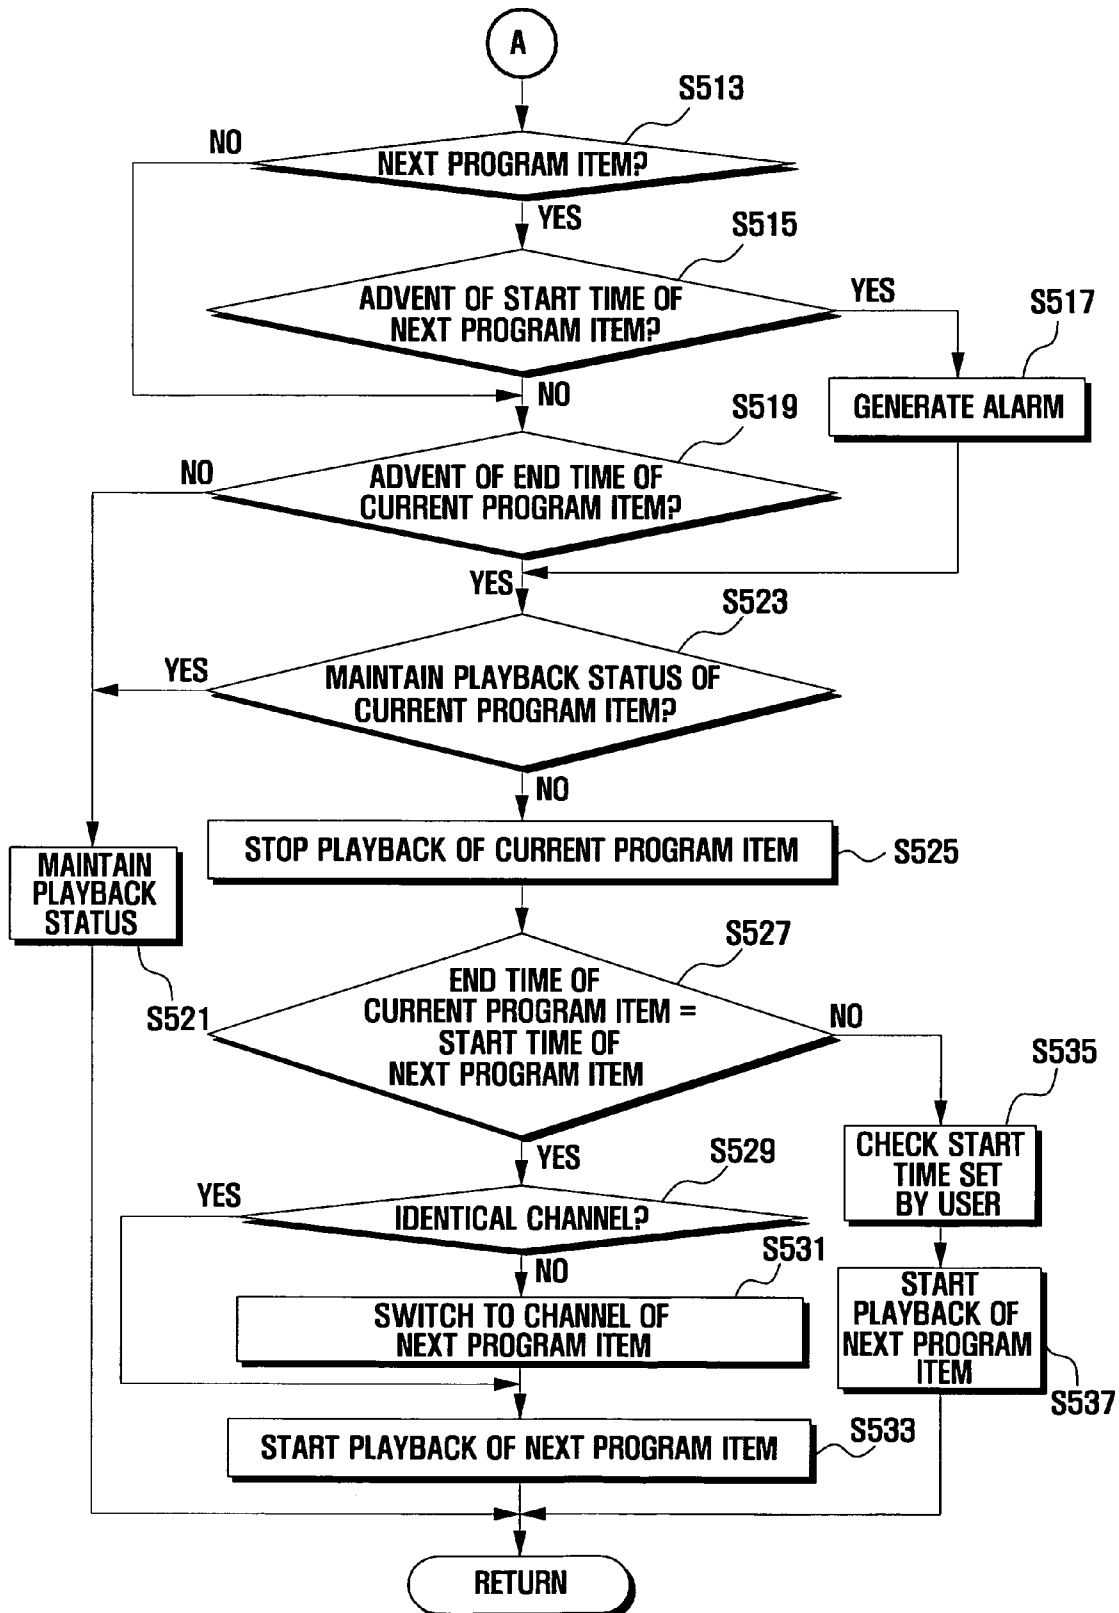 A
S513
NO
NEXT PROGRAM ITEM?
YES
S515
ADVENT OF START TIME OF
NEXT PROGRAM ITEM?
YES
S517
GENERATE ALARM
NO
S519
NO
ADVENT OF END TIME OF
CURRENT PROGRAM ITEM?
YES
S523
YES
MAINTAIN PLAYBACK STATUS OF
CURRENT PROGRAM ITEM?
NO
STOP PLAYBACK OF CURRENT PROGRAM ITEM
S525
MAINTAIN
PLAYBACK
STATUS
S521
S527
END TIME OF
CURRENT PROGRAM ITEM =
START TIME OF
NEXT PROGRAM ITEM
NO
S535
CHECK START
TIME SET
BY USER
YES
S529
YES
IDENTICAL CHANNEL?
NO
S531
SWITCH TO CHANNEL OF
NEXT PROGRAM ITEM
START
PLAYBACK OF
NEXT PROGRAM
ITEM
S537
START PLAYBACK OF NEXT PROGRAM ITEM
S533
RETURN